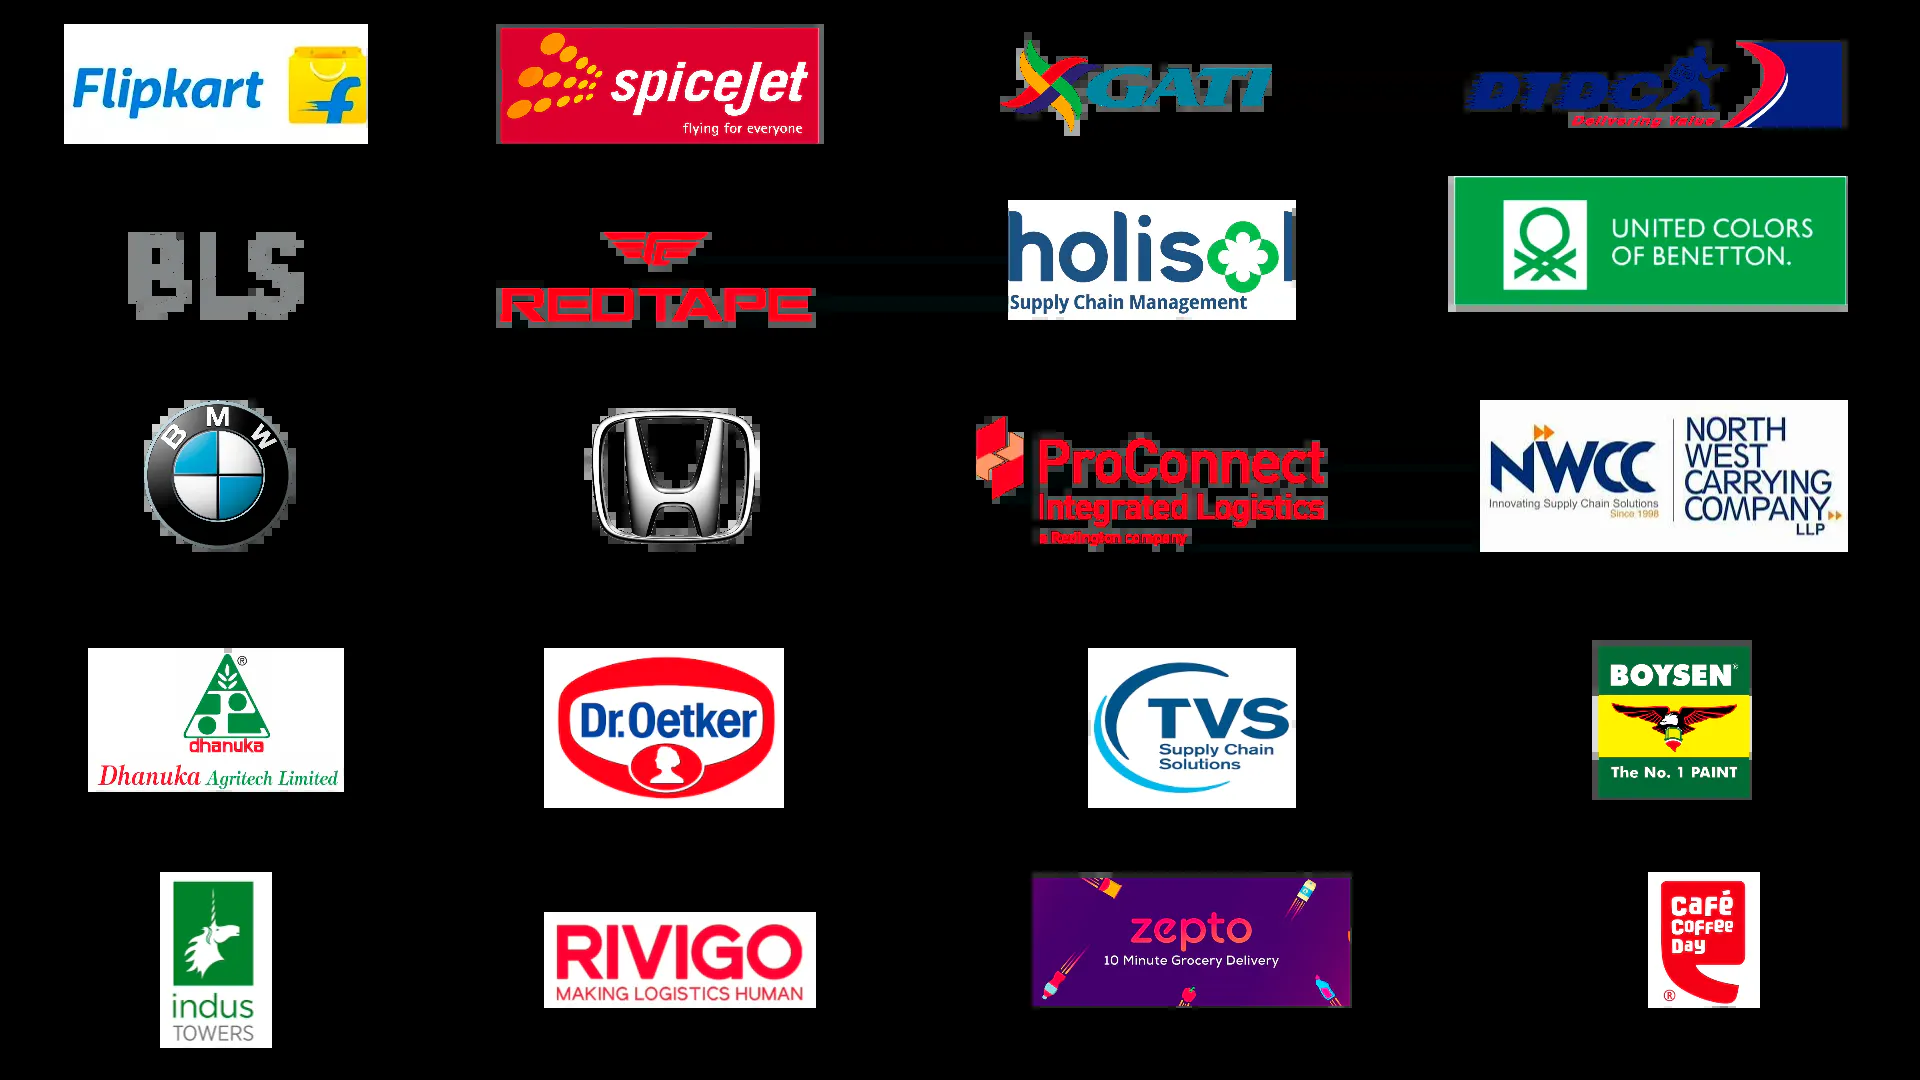 Flipkart f
spiceJet
flying for everyone
GATI
DTDC
Delivering Value
BLS
REDTAPE
holisol
Supply Chain Management
UNITED COLORS
OF BENETTON.
BMW
ProConnect
Integrated Logistics
a Redington company
NWCC
Innovating Supply Chain Solutions
Since 1998
NORTH
WEST
CARRYING
COMPANY
LLP
®
dhanuka
Dhanuka Agritech Limited
Dr.Oetker
TVS
Supply Chain
Solutions
BOYSEN®
The No. 1 PAINT
indus
TOWERS
RIVIGO
MAKING LOGISTICS HUMAN
zepto
10 Minute Grocery Delivery
Café
Coffee
Day
®